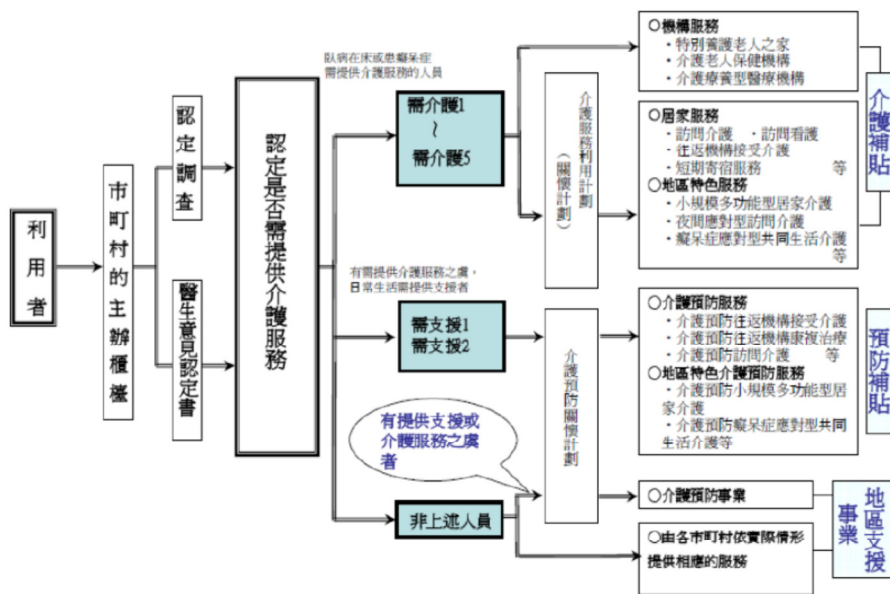 利用者
市町村的主辦櫃檯
認定調查
醫生意見認定書
認定是否需提供介護服務
臥病在床或患癡呆症
需提供介護服務的人員
需介護1
～
需介護5
有需提供介護服務之虞，
日常生活需提供支援者
需支援1
需支援2
有提供支援或
介護服務之虞
者
非上述人員
介護服務利用計劃
（關懷計劃）
介護預防關懷計劃
○機構服務
・特別養護老人之家
・介護老人保健機構
・介護療養型醫療機構
○居家服務
・訪問介護 ・訪問看護
・往返機構接受介護
・短期寄宿服務 等
○地區特色服務
・小規模多功能型居家介護
・夜間應對型訪問介護
・癡呆症應對型共同生活介護
等
介護補貼
○介護預防服務
・介護預防往返機構接受介護
・介護預防往返機構康復治療
・介護預防訪問介護 等
○地區特色介護預防服務
・介護預防小規模多功能型居
家介護
・介護預防癡呆症應對型共同
生活介護等
預防補貼
○介護預防事業
○由各市町村依實際情形
提供相應的服務
地區支援
事業